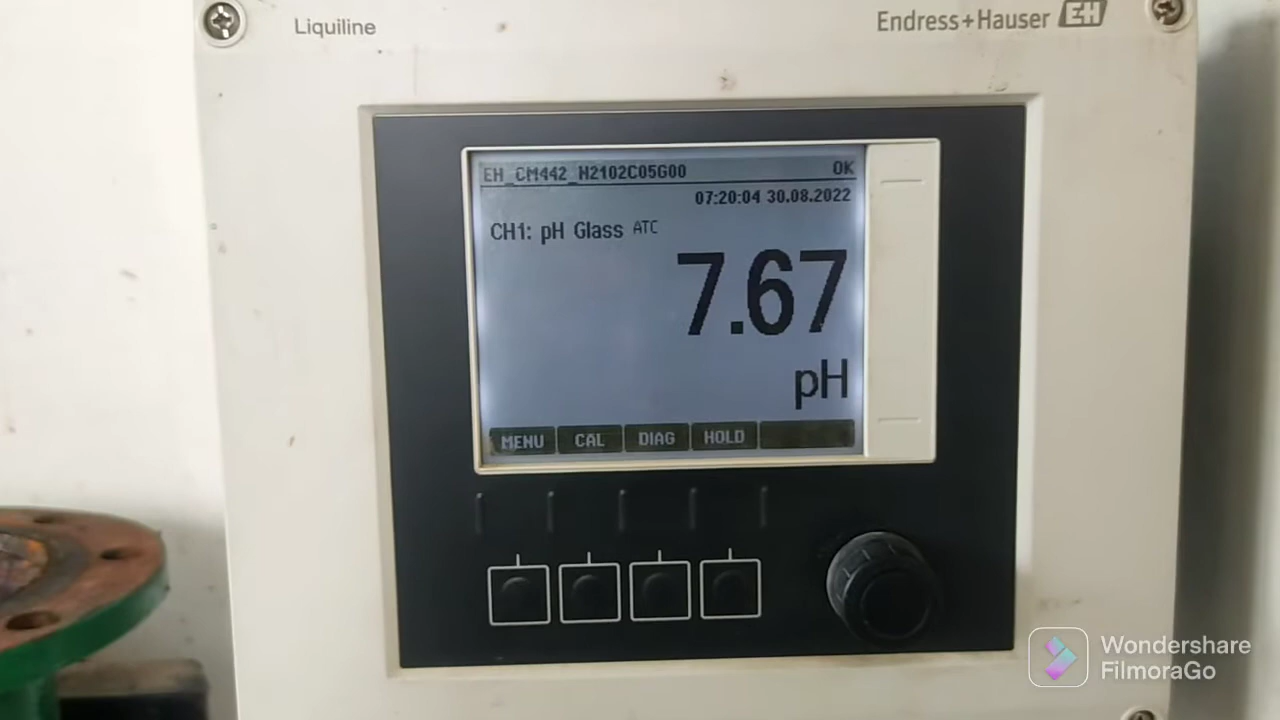 Liquiline
Endress+Hauser EH
EH_CM442_H2102C05G00 OK
07:20:04 30.08.2022
CH1: pH Glass ATC
7.67
pH
MENU CAL DIAG HOLD
Wondershare
FilmoraGo